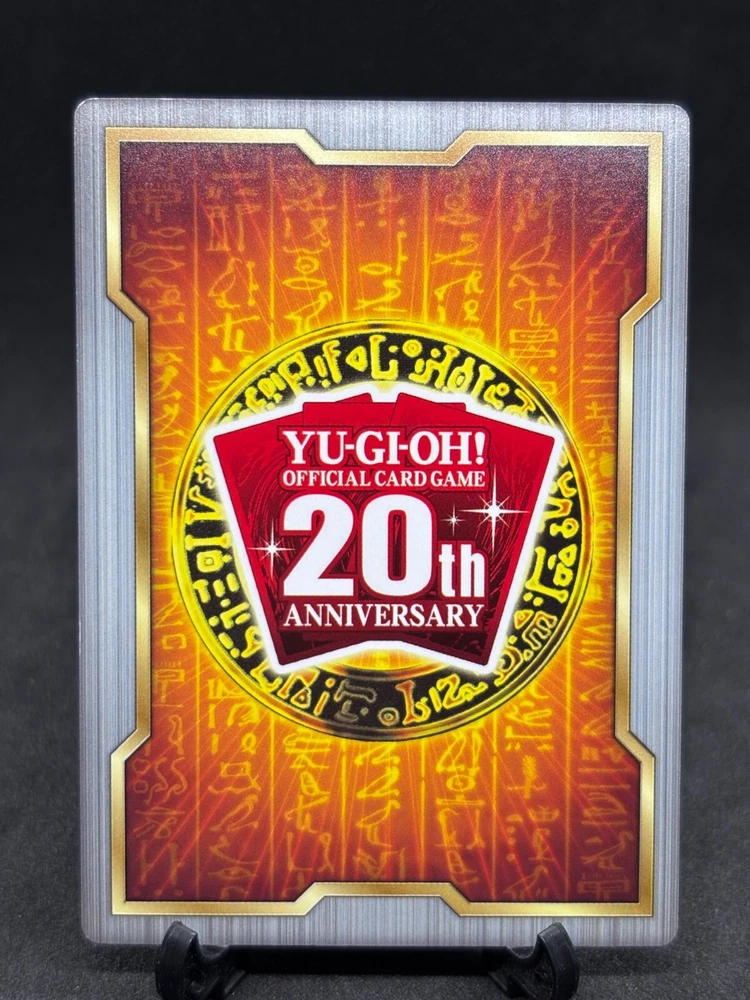 YU-GI-OH!
OFFICIAL CARD GAME
20th
ANNIVERSARY